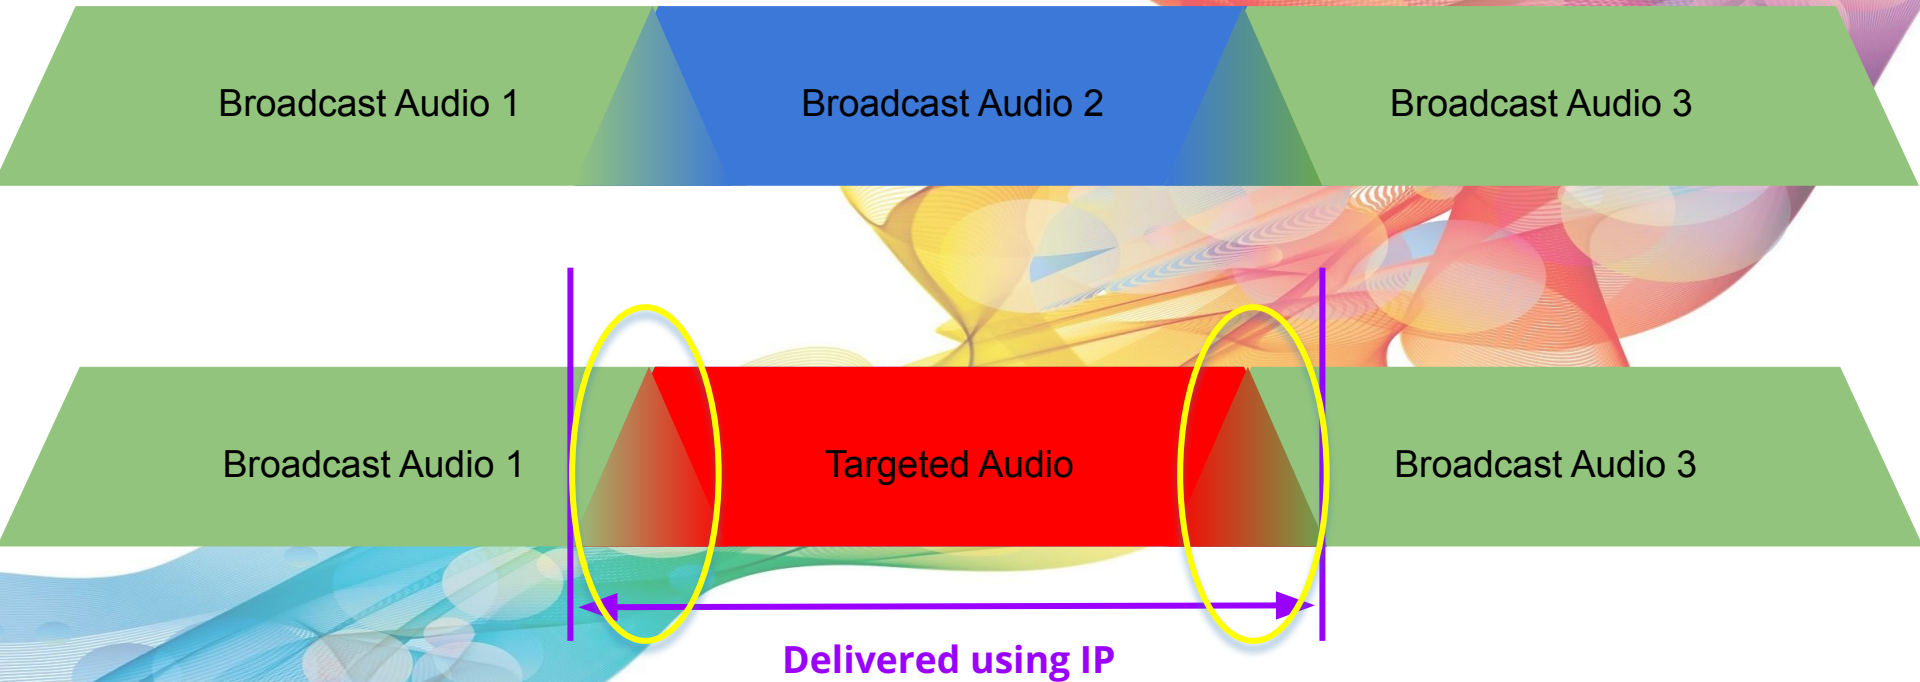 Broadcast Audio 1
Broadcast Audio 2
Broadcast Audio 3
Broadcast Audio 1
Targeted Audio
Broadcast Audio 3
Delivered using IP